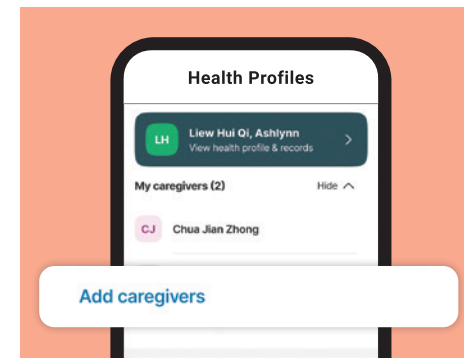 Health Profiles
LH
Liew Hui Qi, Ashlynn
View health profile & records
My caregivers (2)
Hide
CJ
Chua Jian Zhong
Add caregivers